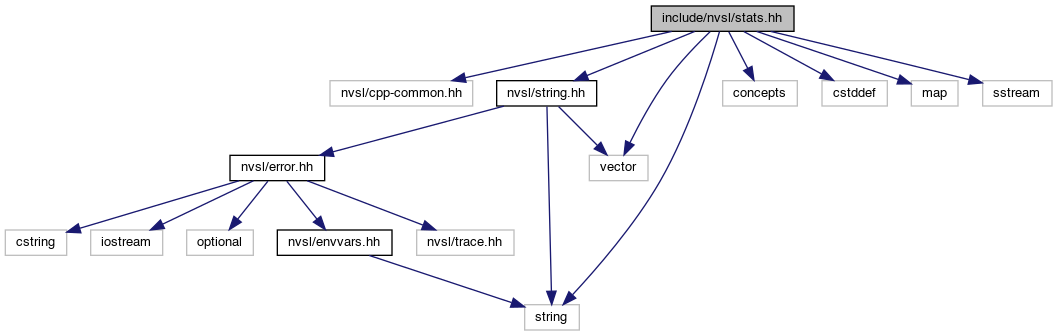 include/nvsl/stats.hh
nvsl/cpp-common.hh
nvsl/string.hh
concepts
cstddef
map
sstream
nvsl/error.hh
vector
cstring
iostream
optional
nvsl/envvars.hh
nvsl/trace.hh
string